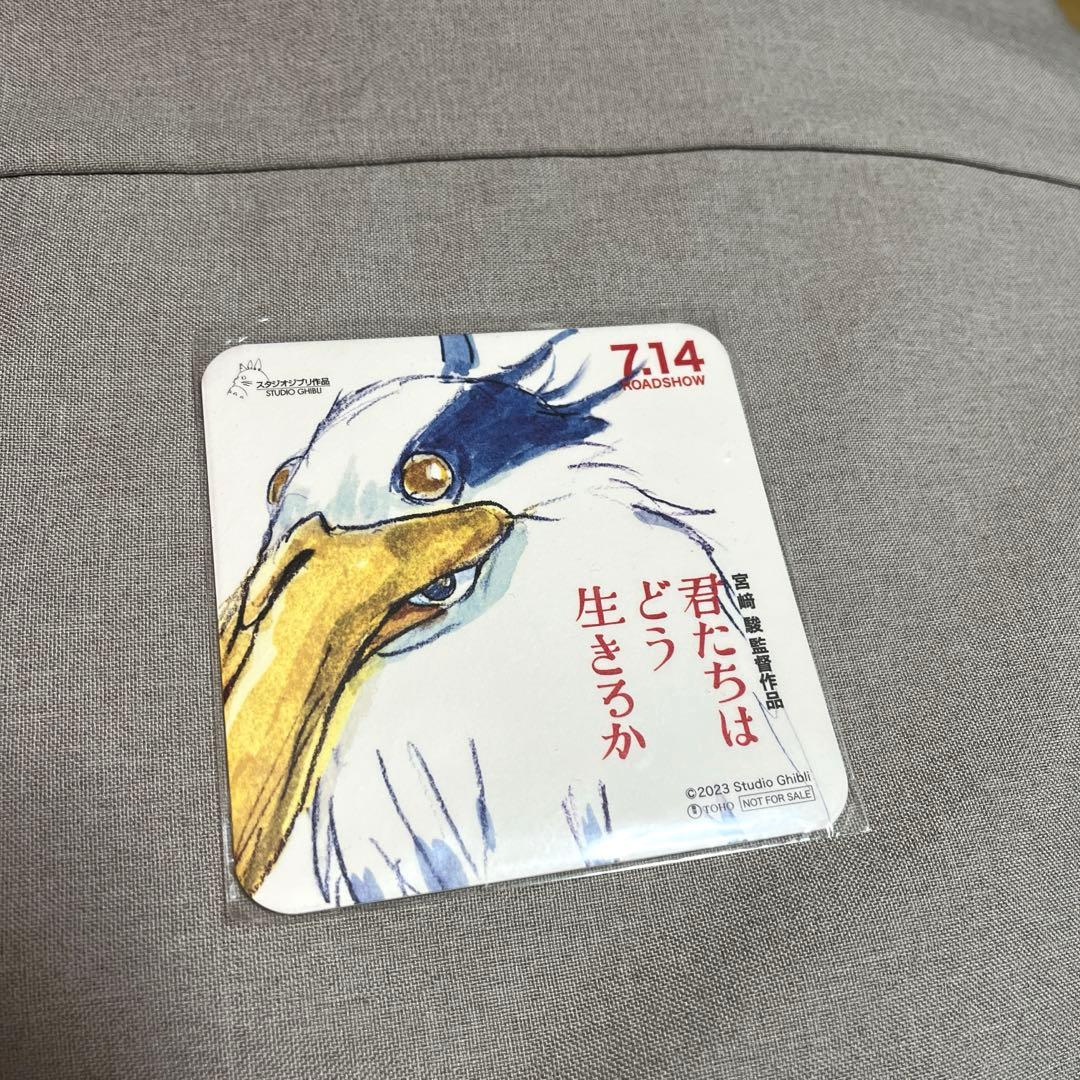 スタジオジブリ作品
STUDIO GHIBLI
7.14
ROADSHOW
宮﨑駿監督作品
君たちは
どう
生きるか
©2023 Studio Ghibli
TOHO NOT FOR SALE